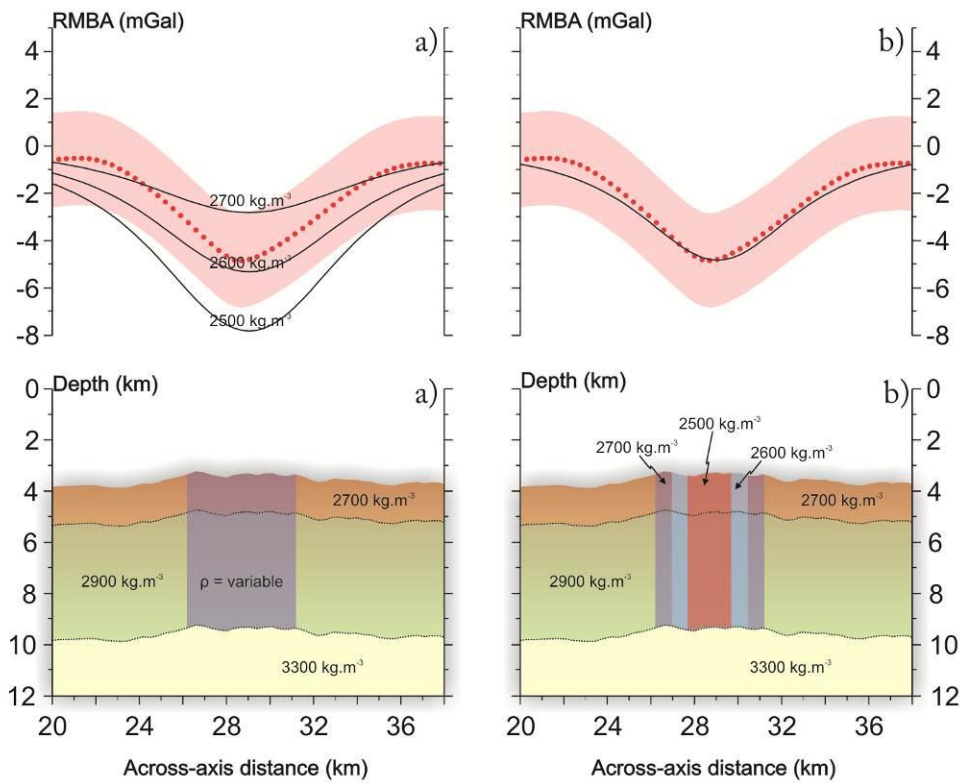 RMBA (mGal)
a)
4
2
0
-2
-4
-6
-8
2700 kg.m-3
2600 kg.m-3
2500 kg.m-3
RMBA (mGal)
b)
4
2
0
-2
-4
-6
-8
Depth (km)
a)
0
2
4
6
8
10
12
2700 kg.m-3
2900 kg.m-3
ρ = variable
3300 kg.m-3
20 24 28 32 36
Across-axis distance (km)
Depth (km)
b)
0
2
4
6
8
10
12
2500 kg.m-3
2700 kg.m-3
2600 kg.m-3
2700 kg.m-3
2900 kg.m-3
3300 kg.m-3
20 24 28 32 36
Across-axis distance (km)